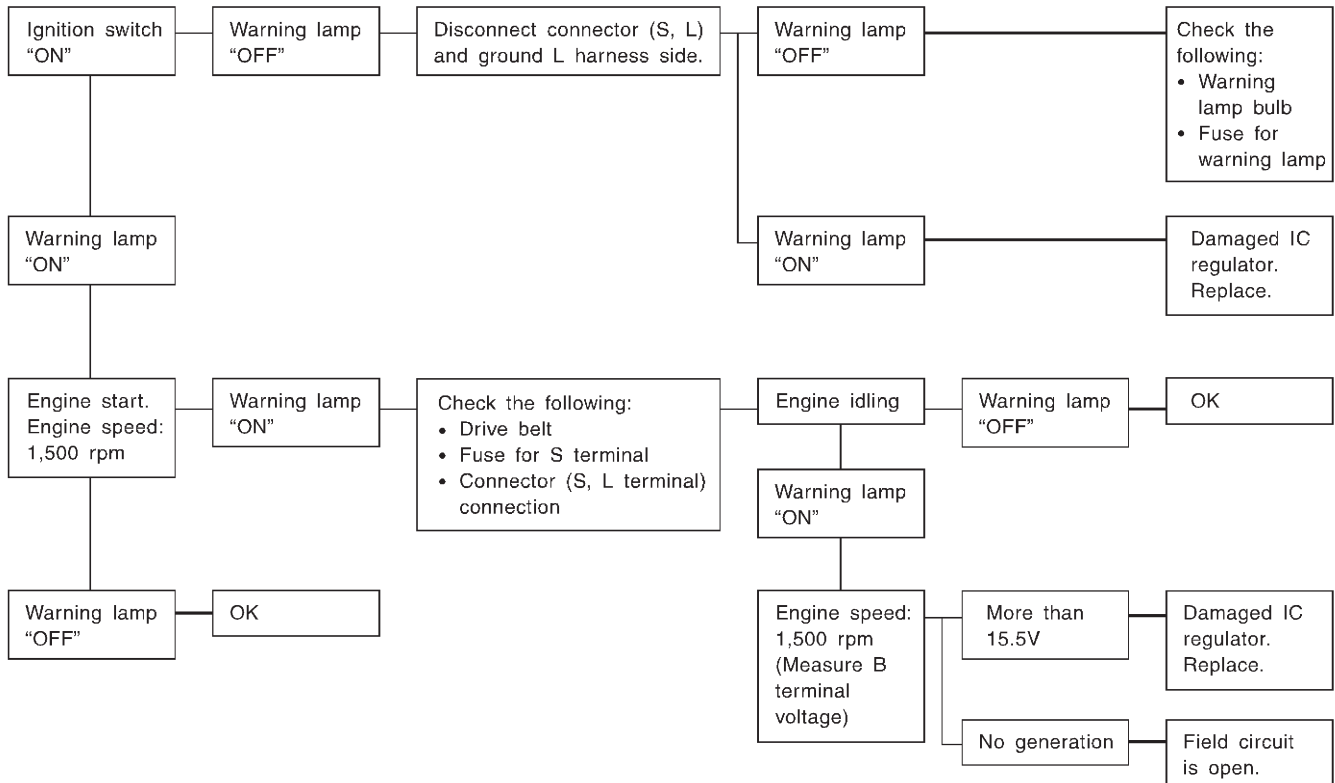 Ignition switch
“ON”
Warning lamp
“OFF”
Disconnect connector (S, L)
and ground L harness side.
Warning lamp
“OFF”
Check the
following:
• Warning
lamp bulb
• Fuse for
warning lamp
Warning lamp
“ON”
Warning lamp
“ON”
Damaged IC
regulator.
Replace.
Engine start.
Engine speed:
1,500 rpm
Warning lamp
“ON”
Check the following:
• Drive belt
• Fuse for S terminal
• Connector (S, L terminal)
connection
Engine idling
Warning lamp
“OFF”
OK
Warning lamp
“ON”
Warning lamp
“OFF”
OK
Engine speed:
1,500 rpm
(Measure B
terminal
voltage)
More than
15.5V
Damaged IC
regulator.
Replace.
No generation
Field circuit
is open.